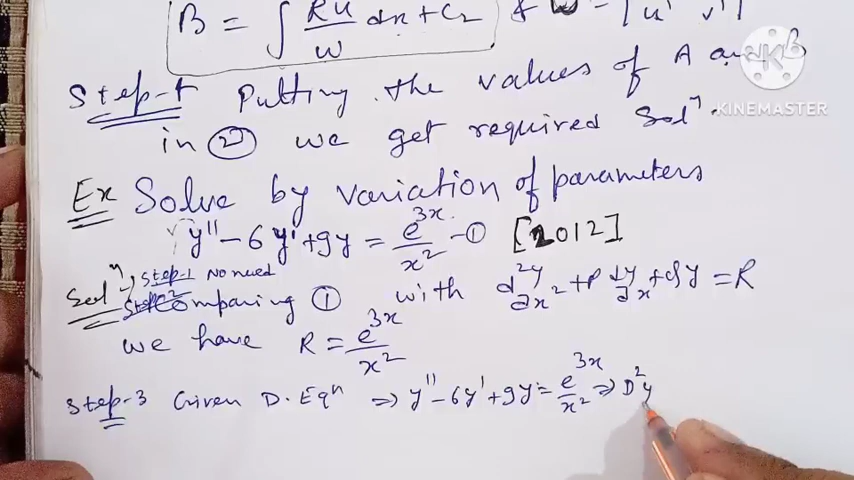 B = ∫ Ru/W dx + C₂ & W = | u' v' |
Step-4 Putting the values of A and B
KINEMASTER
in ② we get required Solⁿ.
Ex Solve by variation of parameters
y'' - 6y' + 9y = e^3x/x² - ① [2012]
Solⁿ Step-1 No need
Step-2 Comparing ① with d²y/dx² + P dy/dx + Qy = R
we have R = e^3x/x²
Step-3 Given D. Eqⁿ ⇒ y'' - 6y' + 9y = e^3x/x² ⇒ D²y